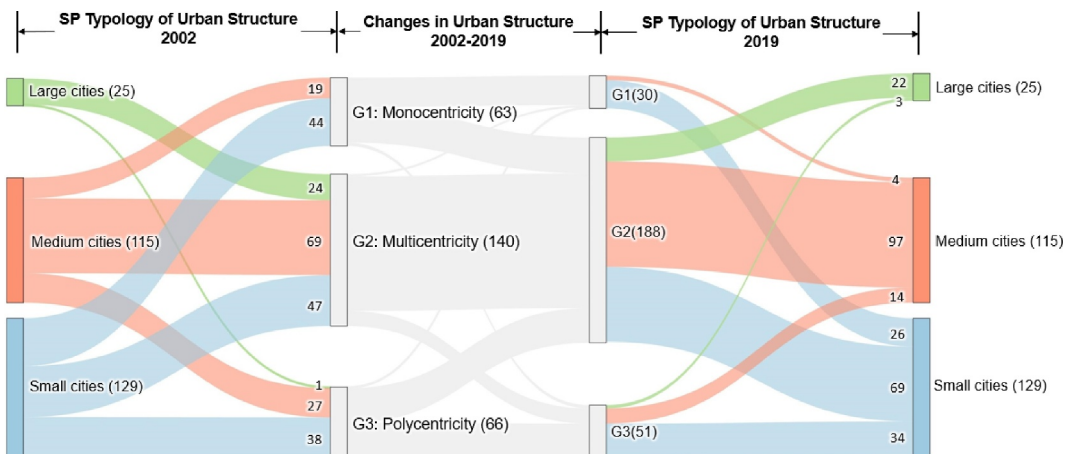 SP Typology of Urban Structure
2002
Changes in Urban Structure
2002-2019
SP Typology of Urban Structure
2019
Large cities (25)
Medium cities (115)
Small cities (129)
19
44
24
69
47
1
27
38
G1: Monocentricity (63)
G2: Multicentricity (140)
G3: Polycentricity (66)
G1(30)
G2(188)
G3(51)
22
3
4
97
14
26
69
34
Large cities (25)
Medium cities (115)
Small cities (129)